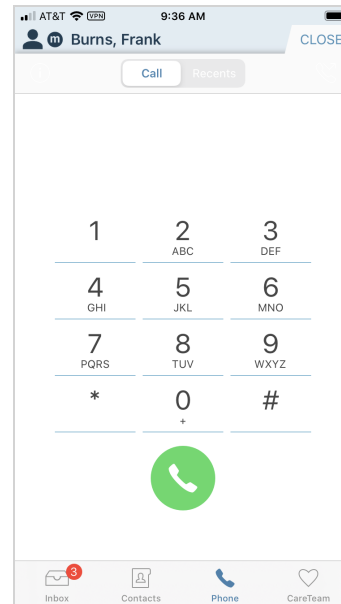 AT&T VPN 9:36 AM
m Burns, Frank CLOSE
Call Recents
1 2 3
ABC DEF
4 5 6
GHI JKL MNO
7 8 9
PQRS TUV WXYZ
* 0 #
+
3
Inbox Contacts Phone CareTeam